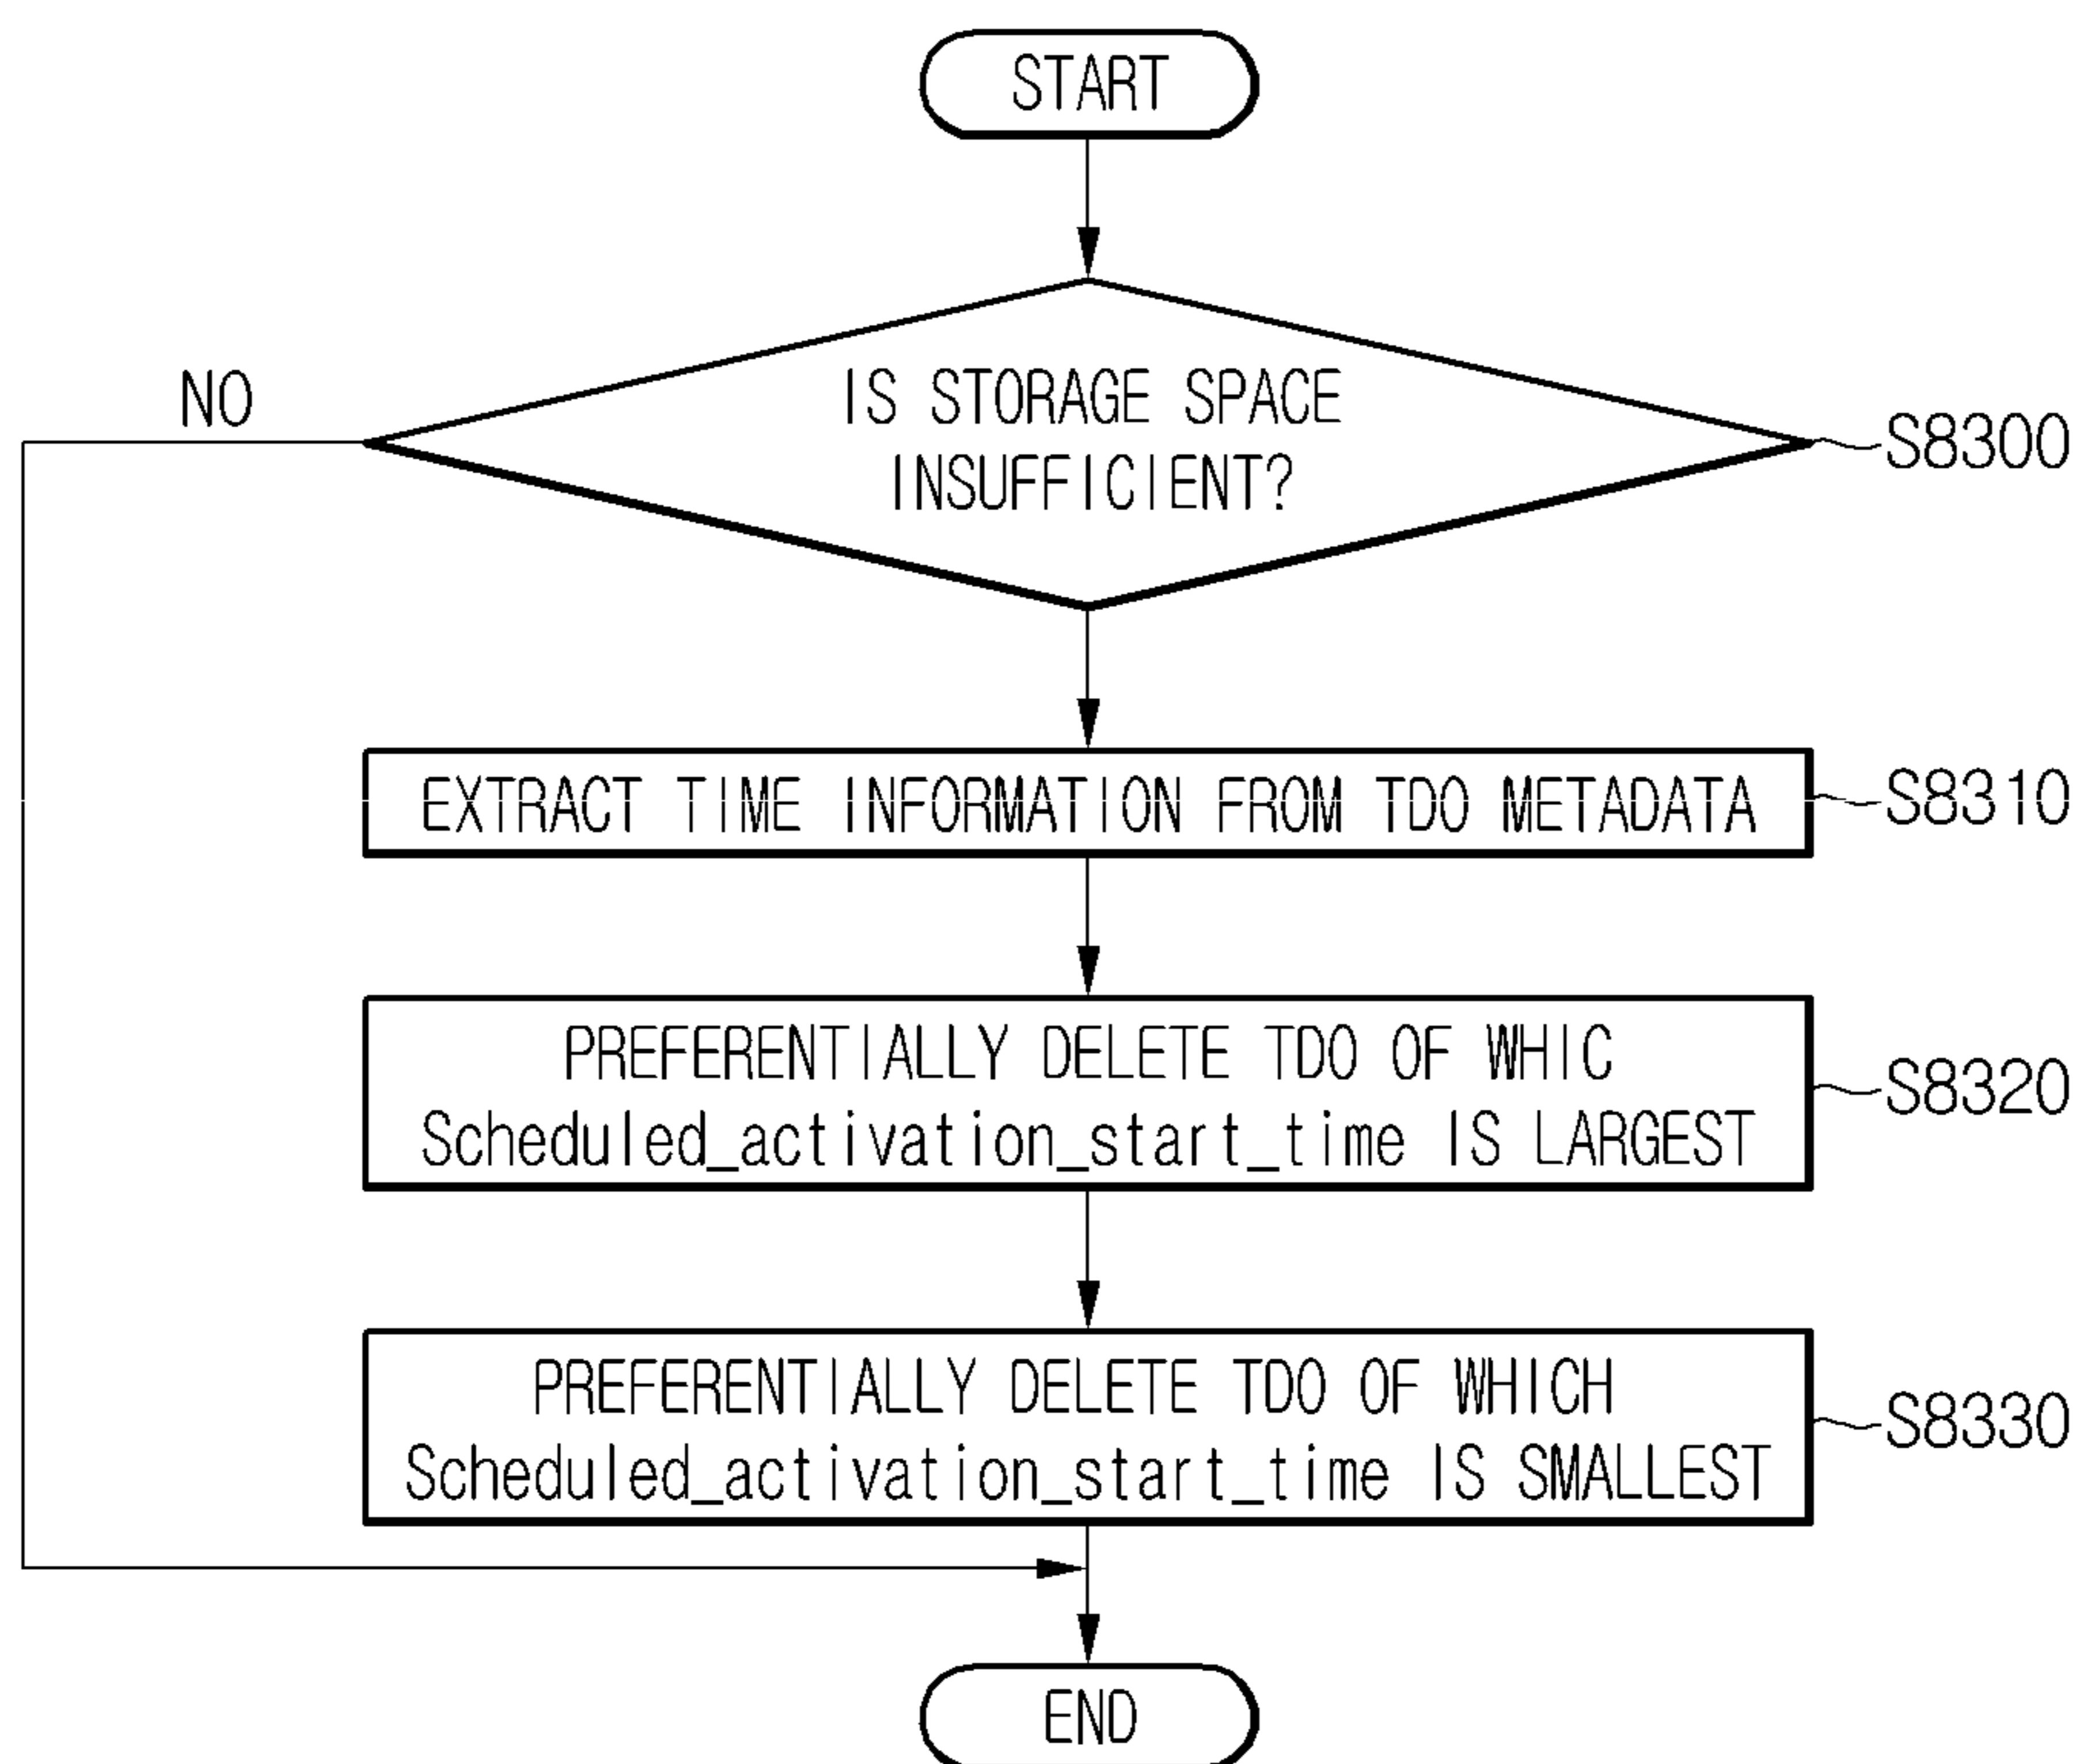 START
NO
IS STORAGE SPACE
INSUFFICIENT?
S8300
EXTRACT TIME INFORMATION FROM TDO METADATA
S8310
PREFERENTIALLY DELETE TDO OF WHIC
Scheduled_activation_start_time IS LARGEST
S8320
PREFERENTIALLY DELETE TDO OF WHICH
Scheduled_activation_start_time IS SMALLEST
S8330
END